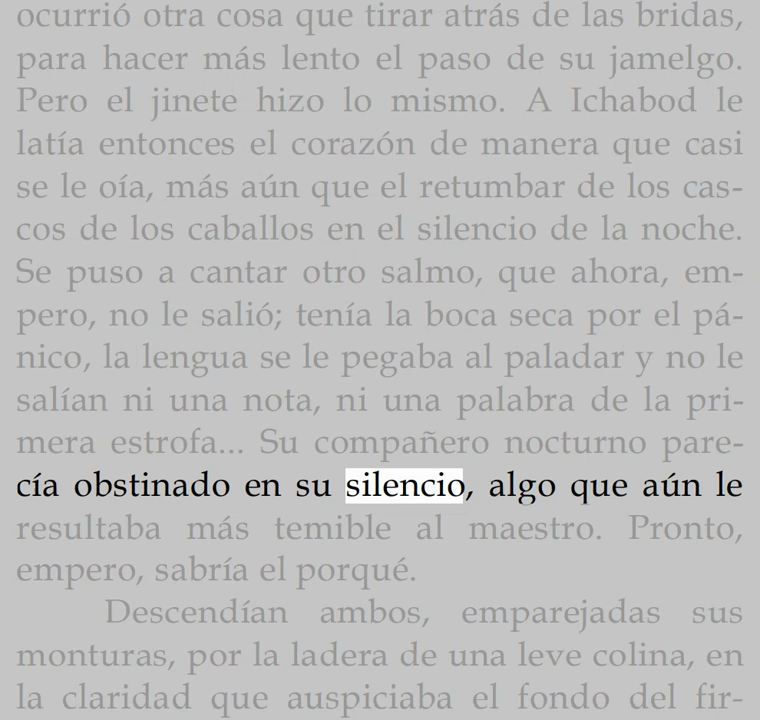 ocurrió otra cosa que tirar atrás de las bridas,
para hacer más lento el paso de su jamelgo.
Pero el jinete hizo lo mismo. A Ichabod le
latía entonces el corazón de manera que casi
se le oía, más aún que el retumbar de los cas-
cos de los caballos en el silencio de la noche.
Se puso a cantar otro salmo, que ahora, em-
pero, no le salió; tenía la boca seca por el pá-
nico, la lengua se le pegaba al paladar y no le
salían ni una nota, ni una palabra de la pri-
mera estrofa... Su compañero nocturno pare-
cía obstinado en su silencio, algo que aún le
resultaba más temible al maestro. Pronto,
empero, sabría el porqué.
Descendían ambos, emparejadas sus
monturas, por la ladera de una leve colina, en
la claridad que auspiciaba el fondo del fir-